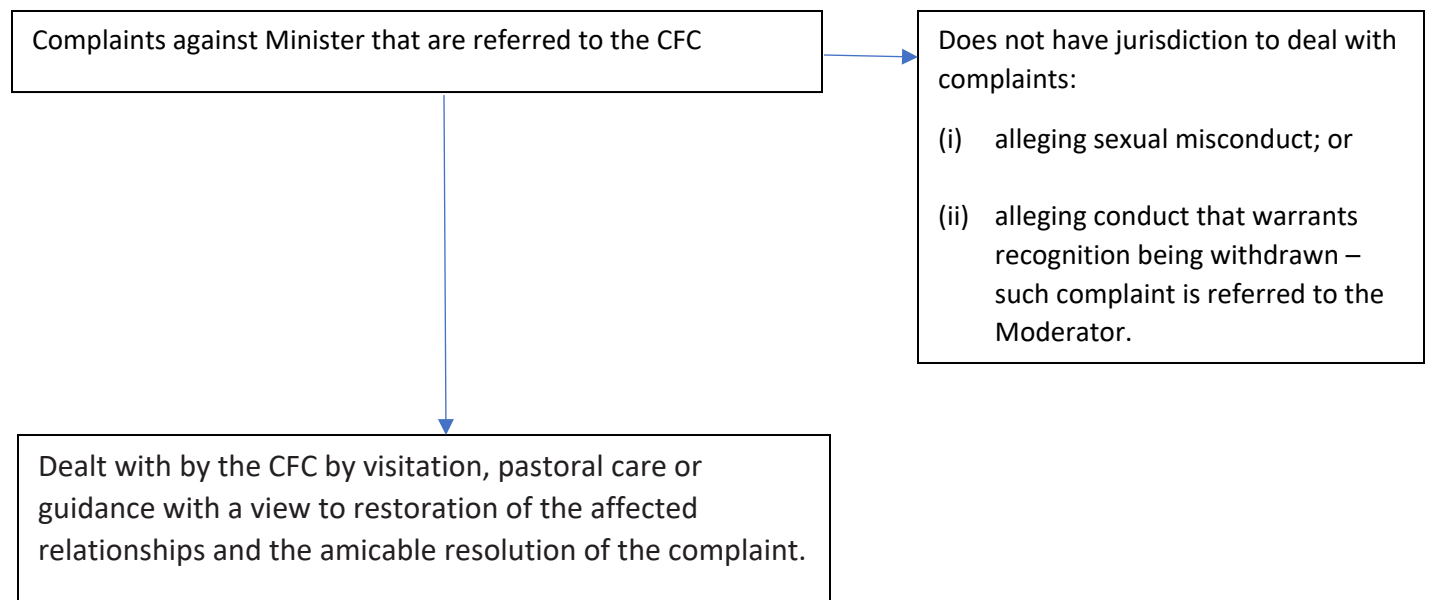 Complaints against Minister that are referred to the CFC
Does not have jurisdiction to deal with
complaints:
(i) alleging sexual misconduct; or
(ii) alleging conduct that warrants
recognition being withdrawn –
such complaint is referred to the
Moderator.
Dealt with by the CFC by visitation, pastoral care or
guidance with a view to restoration of the affected
relationships and the amicable resolution of the complaint.